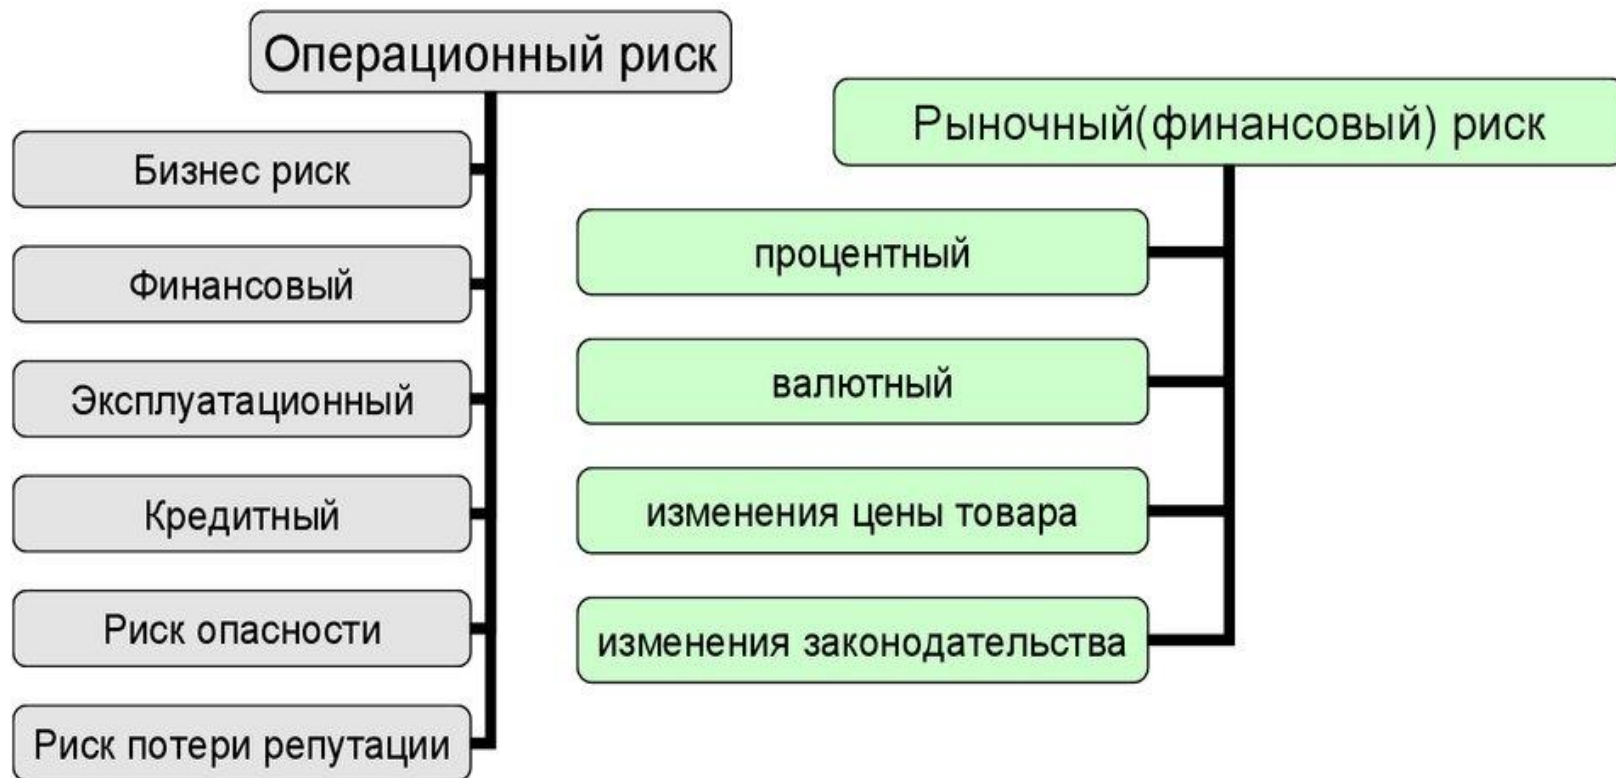 Операционный риск
Бизнес риск
Финансовый
Эксплуатационный
Кредитный
Риск опасности
Риск потери репутации
Рыночный(финансовый) риск
процентный
валютный
изменения цены товара
изменения законодательства